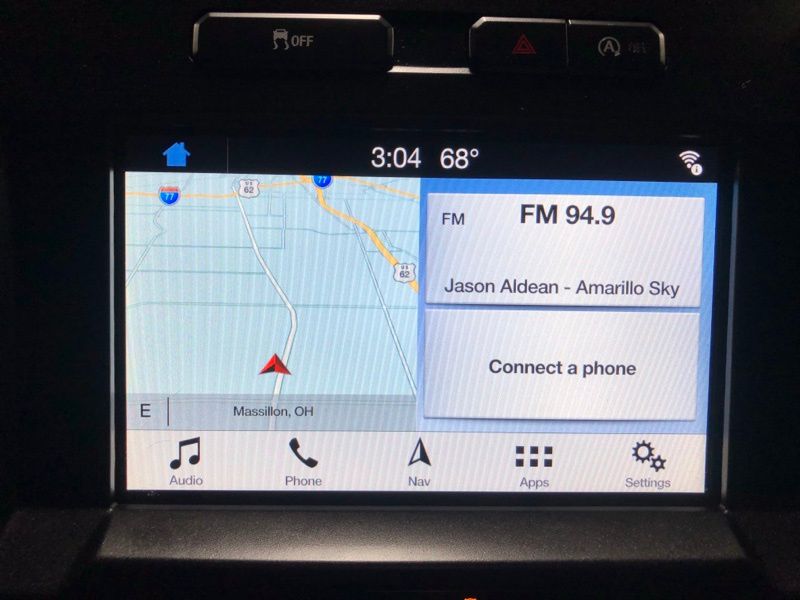 OFF
A OFF
3:04 68°
77
U S
62
77
FM FM 94.9
U S
62
Jason Aldean - Amarillo Sky
Connect a phone
E Massillon, OH
Audio Phone Nav Apps Settings